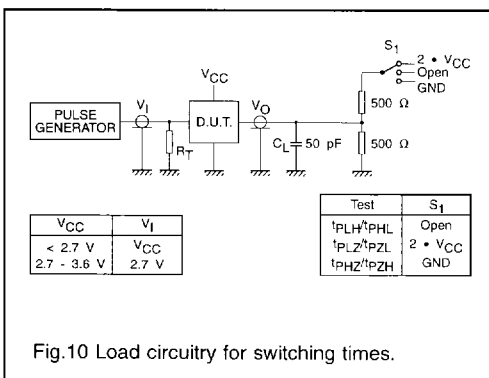 S1
2 • VCC
Open
GND
VCC
PULSE
GENERATOR
VI
D.U.T.
VO
500 Ω
RT
CL
50 pF
500 Ω
VCC VI
< 2.7 V VCC
2.7 - 3.6 V 2.7 V
Test S1
tPLH/tPHL Open
tPLZ/tPZL 2 • VCC
tPHZ/tPZH GND
Fig.10 Load circuitry for switching times.